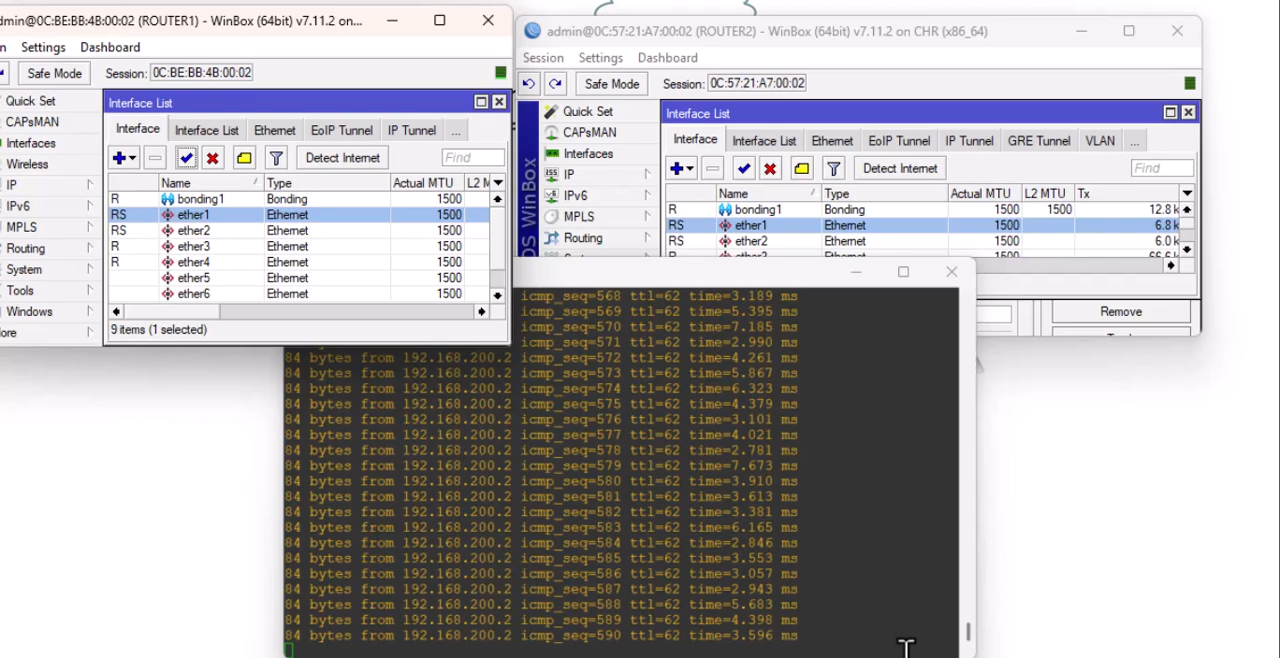 dmin@0C:BE:BB:4B:00:02 (ROUTER1) - WinBox (64bit) v7.11.2 on...
n Settings Dashboard
Safe Mode Session: 0C:BE:BB:4B:00:02
Quick Set
CAPsMAN
Interfaces
Wireless
IP
IPv6
MPLS
Routing
System
Tools
Windows
ore
Interface List
Interface Interface List Ethernet EoIP Tunnel IP Tunnel ...
Detect Internet Find
Name Type Actual MTU L2 M
R bonding1 Bonding 1500
RS ether1 Ethernet 1500
RS ether2 Ethernet 1500
R ether3 Ethernet 1500
R ether4 Ethernet 1500
ether5 Ethernet 1500
ether6 Ethernet 1500
9 items (1 selected)
admin@0C:57:21:A7:00:02 (ROUTER2) - WinBox (64bit) v7.11.2 on CHR (x86_64)
Session Settings Dashboard
Safe Mode Session: 0C:57:21:A7:00:02
OS WinBox
Quick Set
CAPsMAN
Interfaces
IP
IPv6
MPLS
Routing
Interface List
Interface Interface List Ethernet EoIP Tunnel IP Tunnel GRE Tunnel VLAN ...
Detect Internet Find
Name Type Actual MTU L2 MTU Tx
R bonding1 Bonding 1500 1500 12.8 k
RS ether1 Ethernet 1500 6.8 k
RS ether2 Ethernet 1500 6.0 k
Remove
icmp_seq=568 ttl=62 time=3.189 ms
icmp_seq=569 ttl=62 time=5.395 ms
icmp_seq=570 ttl=62 time=7.185 ms
icmp_seq=571 ttl=62 time=2.990 ms
84 bytes from 192.168.200.2 icmp_seq=572 ttl=62 time=4.261 ms
84 bytes from 192.168.200.2 icmp_seq=573 ttl=62 time=5.867 ms
84 bytes from 192.168.200.2 icmp_seq=574 ttl=62 time=6.323 ms
84 bytes from 192.168.200.2 icmp_seq=575 ttl=62 time=4.379 ms
84 bytes from 192.168.200.2 icmp_seq=576 ttl=62 time=3.101 ms
84 bytes from 192.168.200.2 icmp_seq=577 ttl=62 time=4.021 ms
84 bytes from 192.168.200.2 icmp_seq=578 ttl=62 time=2.781 ms
84 bytes from 192.168.200.2 icmp_seq=579 ttl=62 time=7.673 ms
84 bytes from 192.168.200.2 icmp_seq=580 ttl=62 time=3.910 ms
84 bytes from 192.168.200.2 icmp_seq=581 ttl=62 time=3.613 ms
84 bytes from 192.168.200.2 icmp_seq=582 ttl=62 time=3.381 ms
84 bytes from 192.168.200.2 icmp_seq=583 ttl=62 time=6.165 ms
84 bytes from 192.168.200.2 icmp_seq=584 ttl=62 time=2.846 ms
84 bytes from 192.168.200.2 icmp_seq=585 ttl=62 time=3.553 ms
84 bytes from 192.168.200.2 icmp_seq=586 ttl=62 time=3.057 ms
84 bytes from 192.168.200.2 icmp_seq=587 ttl=62 time=2.943 ms
84 bytes from 192.168.200.2 icmp_seq=588 ttl=62 time=5.683 ms
84 bytes from 192.168.200.2 icmp_seq=589 ttl=62 time=4.398 ms
84 bytes from 192.168.200.2 icmp_seq=590 ttl=62 time=3.596 ms